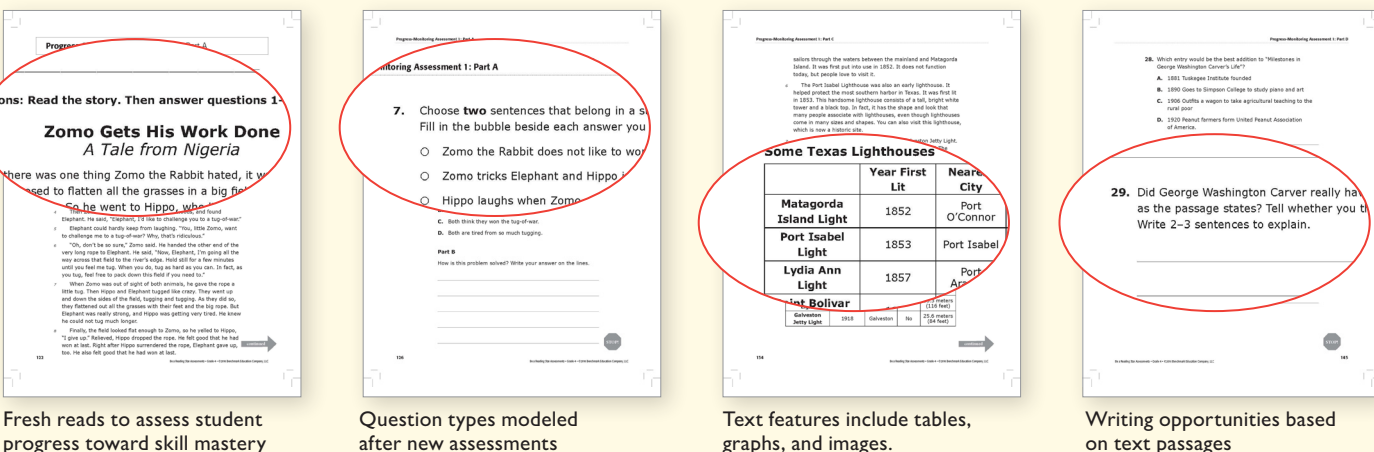 Progre
Part A
ons: Read the story. Then answer questions 1-
Zomo Gets His Work Done
A Tale from Nigeria
there was one thing Zomo the Rabbit hated, it w
sed to flatten all the grasses in a big fie
So he went to Hippo, who
and found
Elephant. He said, "Elephant, I'd like to challenge you to a tug-of-war."
Elephant could hardly keep from laughing. "You, little Zomo, want
to challenge me to a tug-of-war? Why, that's ridiculous."
"Oh, don't be so sure," Zomo said. He handed the other end of the
very long rope to Elephant. He said, "Now, Elephant, I'm going all the
way across that field to the river's edge. Hold still for a few minutes
until you feel me tug. When you do, tug as hard as you can. In fact, as
you tug, feel free to pack down this field if you need to."
When Zomo was out of sight of both animals, he gave the rope a
little tug. Then Hippo and Elephant tugged like crazy. They went up
and down the sides of the field, tugging and tugging. As they did so,
they flattened out all the grasses with their feet and the big rope. But
Elephant was really strong, and Hippo was getting very tired. He knew
he could not tug much longer.
Finally, the field looked flat enough to Zomo, so he yelled to Hippo,
"I give up." Relieved, Hippo dropped the rope. He felt good that he had
won at last. Right after Hippo surrendered the rope, Elephant gave up,
too. He also felt good that he had won at last.
continued
133
Fresh reads to assess student
progress toward skill mastery
Progress-Monitoring Assessment 1: Part A
nitoring Assessment 1: Part A
7. Choose two sentences that belong in a s
Fill in the bubble beside each answer you
Zomo the Rabbit does not like to wor
Zomo tricks Elephant and Hippo i
Hippo laughs when Zomo
C. Both think they won the tug-of-war.
D. Both are tired from so much tugging.
Part B
How is this problem solved? Write your answer on the lines.
STOP
136
Question types modeled
after new assessments
Progress-Monitoring Assessment 1: Part C
sailors through the waters between the mainland and Matagorda
Island. It was first put into use in 1852. It does not function
today, but people love to visit it.
The Port Isabel Lighthouse was also an early lighthouse. It
helped protect the most southern harbor in Texas. It was first lit
in 1853. This handsome lighthouse consists of a tall, bright white
tower and a black top. In fact, it has the shape and look that
many people associate with lighthouses, even though lighthouses
come in many sizes and shapes. You can also visit this lighthouse,
which is now a historic site.
Jetty Light.
The
Some Texas Lighthouses
Year First Lit Neare City
Matagorda Island Light 1852 Port O'Connor
Port Isabel Light 1853 Port Isabel
Lydia Ann Light 1857 Port Ar
int Bolivar
meters
(116 feet)
Galveston Jetty Light 1918 Galveston No 25.6 meters (84 feet)
continued
154
Text features include tables,
graphs, and images.
Progress-Monitoring Assessment 1: Part D
28. Which entry would be the best addition to "Milestones in
George Washington Carver's Life"?
A. 1881 Tuskegee Institute founded
B. 1890 Goes to Simpson College to study piano and art
C. 1906 Outfits a wagon to take agricultural teaching to the
rural poor
D. 1920 Peanut farmers form United Peanut Association
of America.
29. Did George Washington Carver really hav
as the passage states? Tell whether you t
Write 2–3 sentences to explain.
STOP
165
Writing opportunities based
on text passages